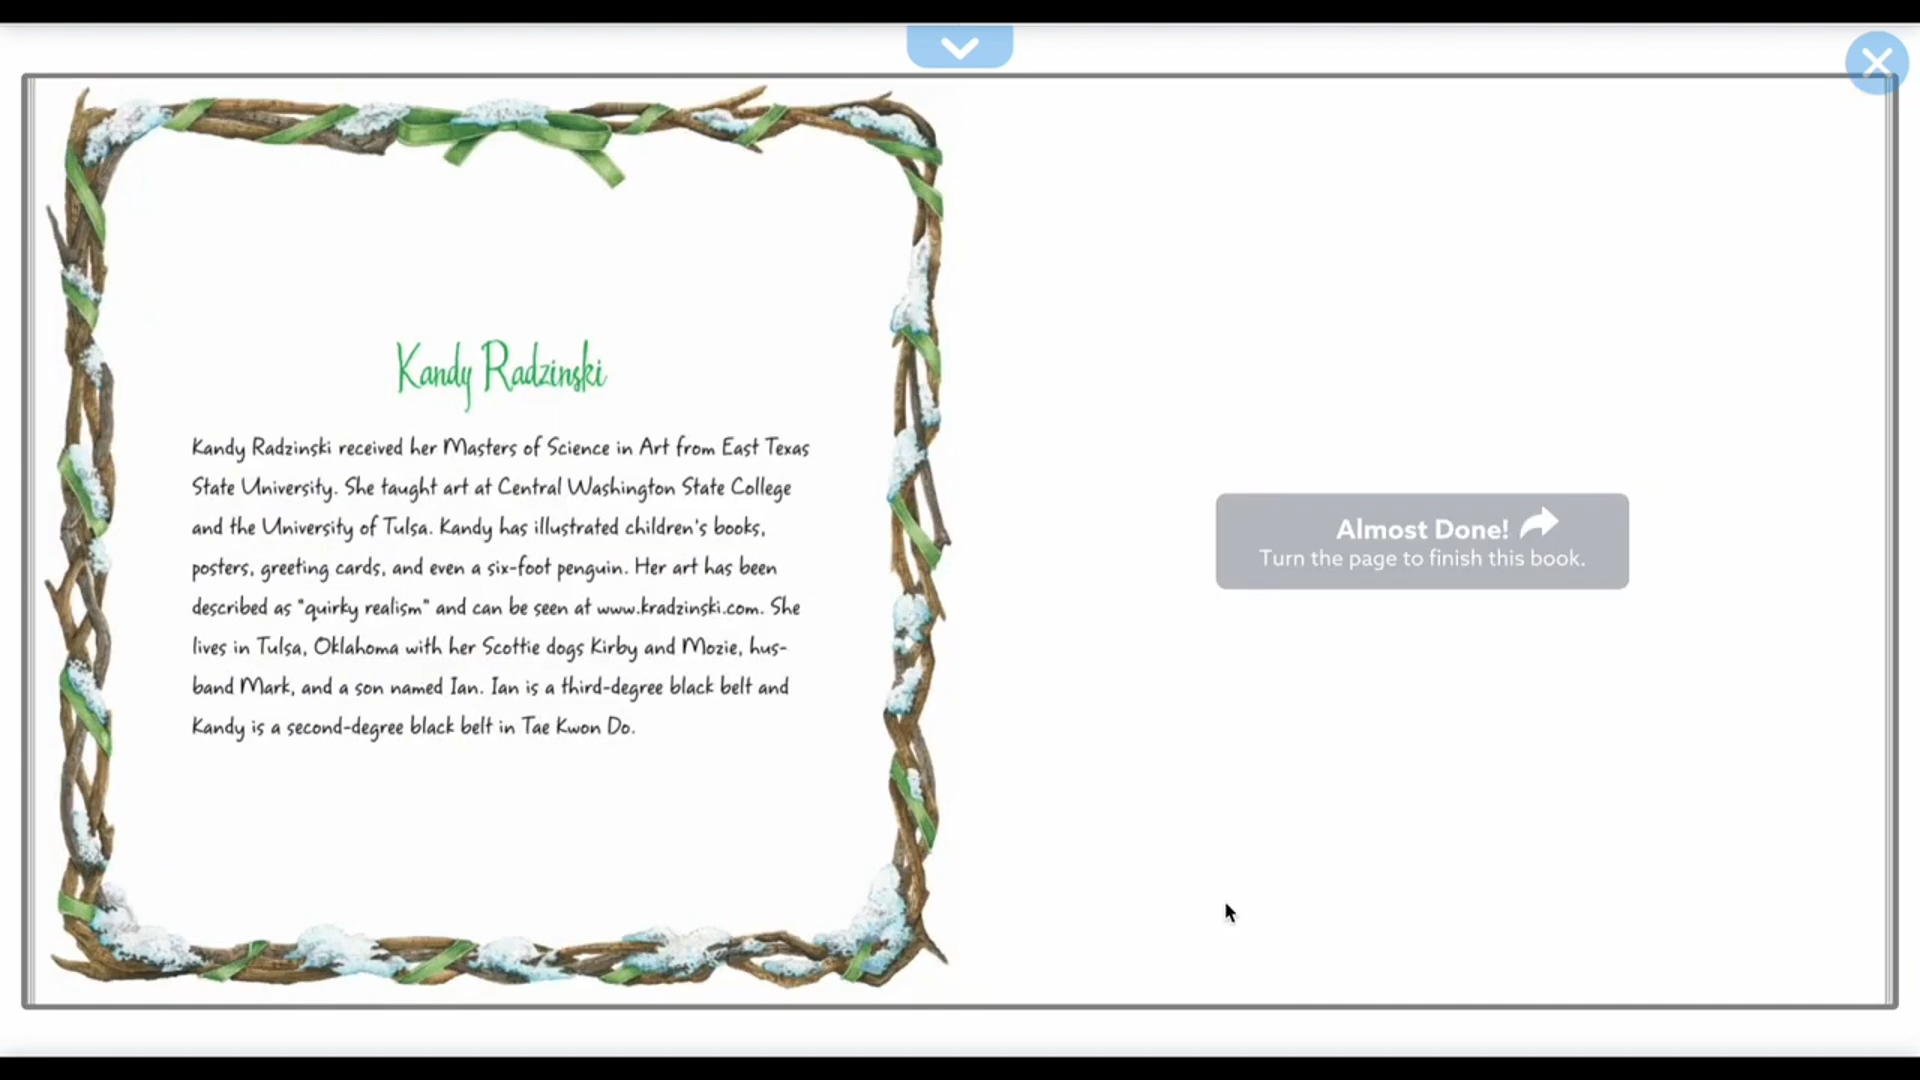 Kandy Radzinski
Kandy Radzinski received her Masters of Science in Art from East Texas
State University. She taught art at Central Washington State College
and the University of Tulsa. Kandy has illustrated children's books,
posters, greeting cards, and even a six-foot penguin. Her art has been
described as "quirky realism" and can be seen at www.kradzinski.com. She
lives in Tulsa, Oklahoma with her Scottie dogs Kirby and Mozie, hus-
band Mark, and a son named Ian. Ian is a third-degree black belt and
Kandy is a second-degree black belt in Tae Kwon Do.
Almost Done!
Turn the page to finish this book.